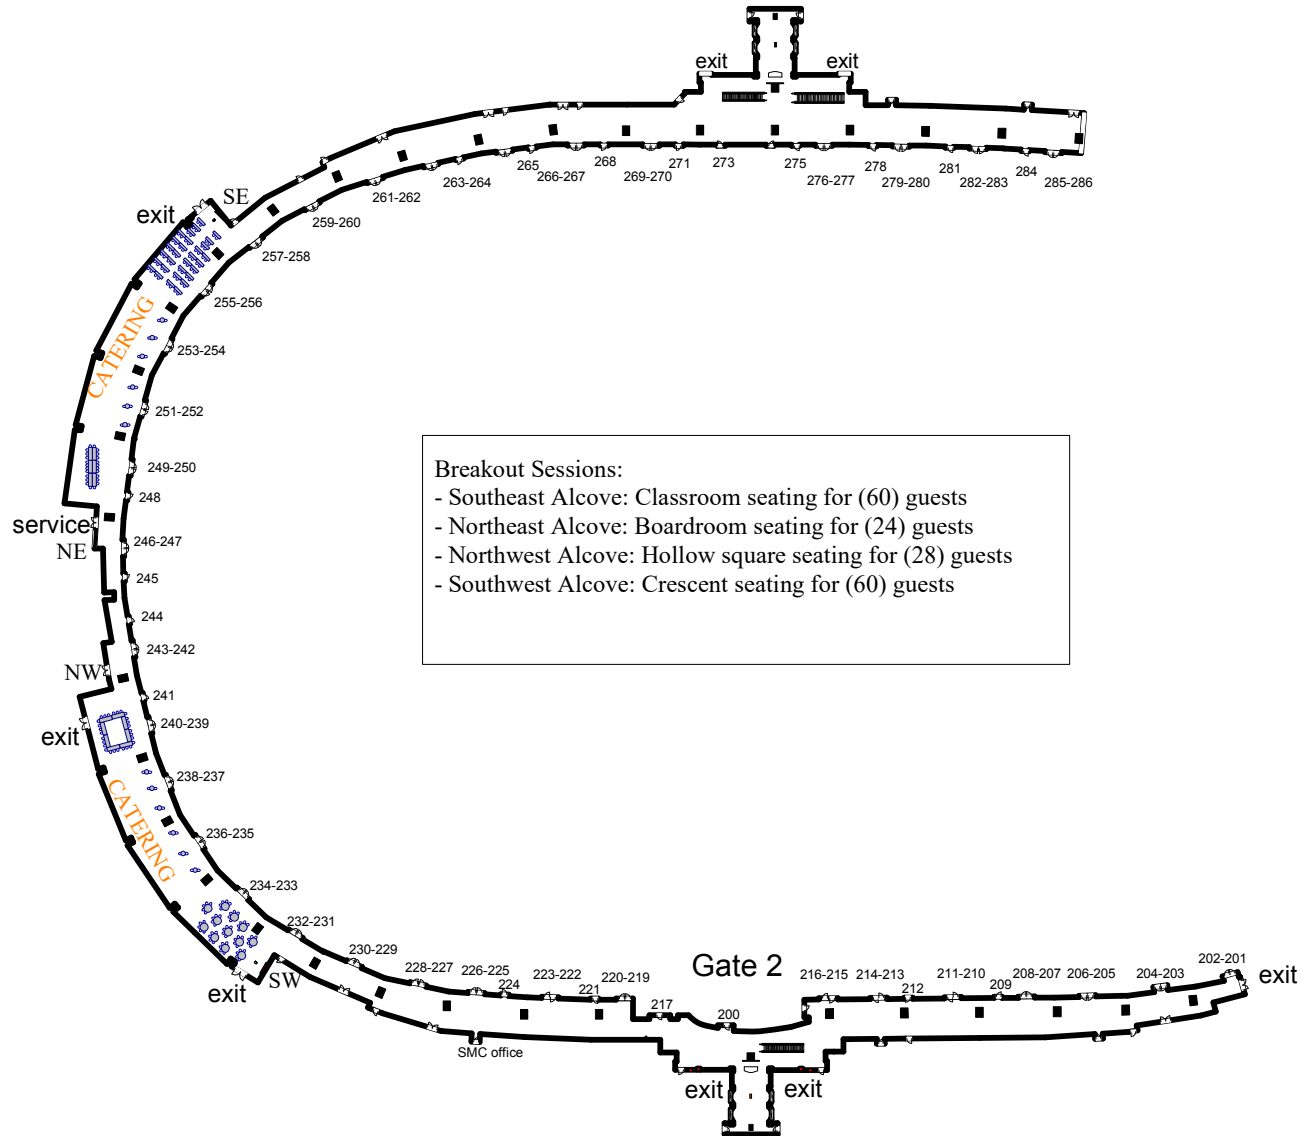 exit
exit
265
266-267
268
269-270
271
273
275
276-277
278
279-280
281
282-283
284
285-286
263-264
261-262
259-260
257-258
SE
exit
255-256
CATERING
253-254
251-252
249-250
248
service
NE
246-247
245
244
243-242
NW
241
240-239
exit
238-237
CATERING
236-235
234-233
232-231
230-229
SW
exit
228-227
226-225
224
223-222
221
220-219
217
Gate 2
200
216-215
214-213
212
211-210
209
208-207
206-205
204-203
202-201
exit
SMC office
exit
exit
Breakout Sessions:
- Southeast Alcove: Classroom seating for (60) guests
- Northeast Alcove: Boardroom seating for (24) guests
- Northwest Alcove: Hollow square seating for (28) guests
- Southwest Alcove: Crescent seating for (60) guests